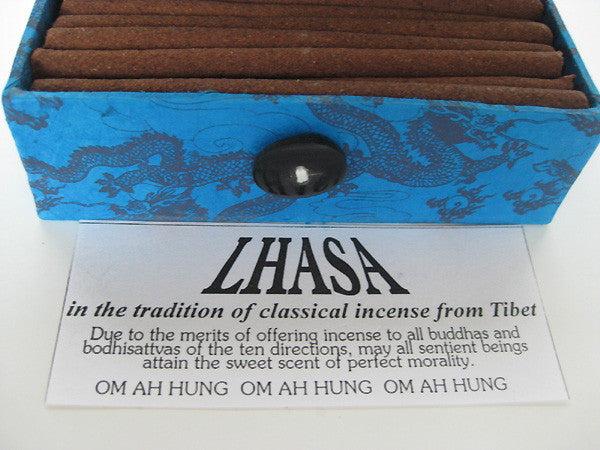 LHASA
in the tradition of classical incense from Tibet
Due to the merits of offering incense to all buddhas and
bodhisattvas of the ten directions, may all sentient beings
attain the sweet scent of perfect morality.
OM AH HUNG OM AH HUNG OM AH HUNG